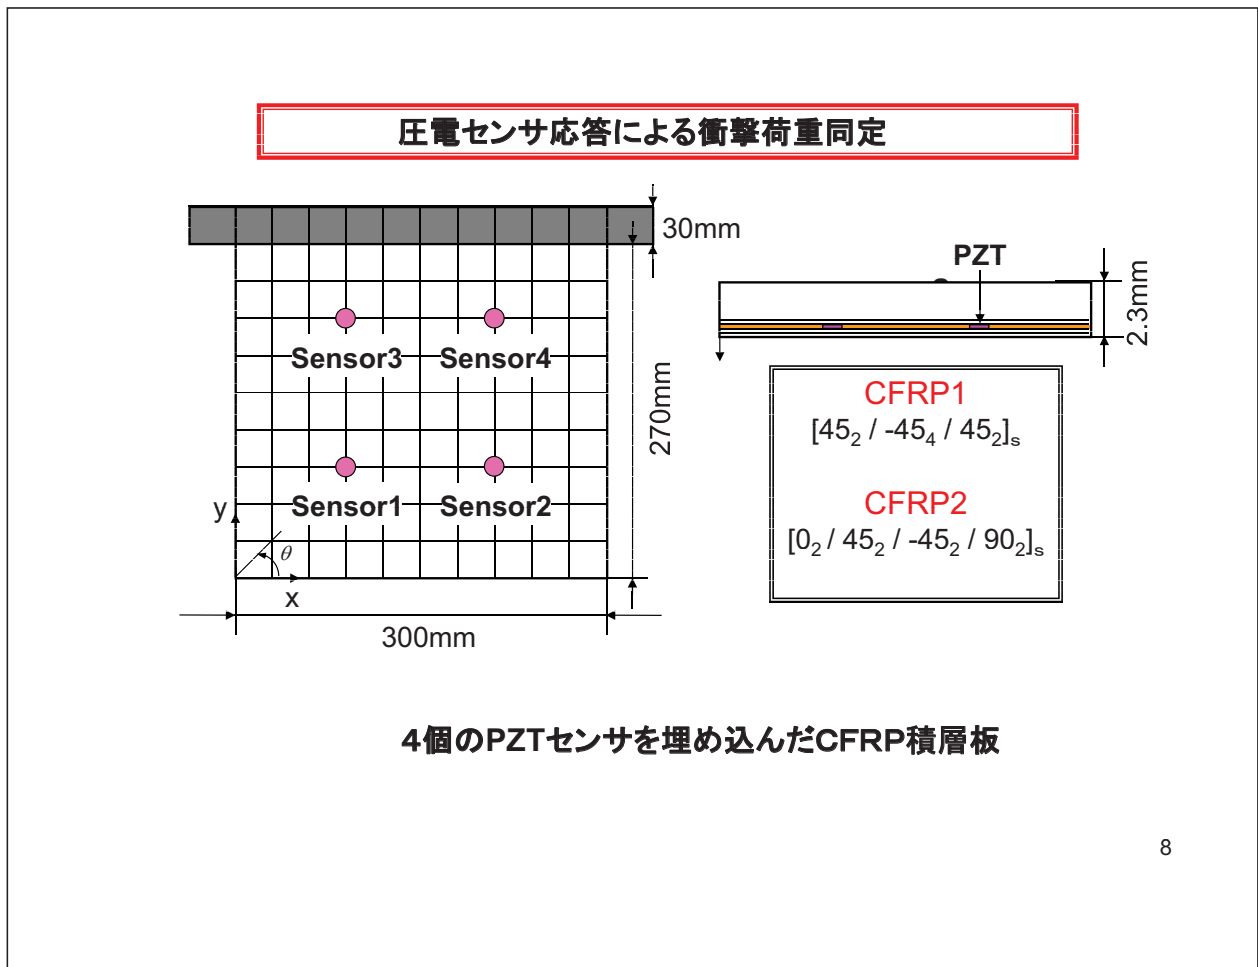 圧電センサ応答による衝撃荷重同定
30mm
PZT
2.3mm
Sensor3
Sensor4
270mm
CFRP1
[45₂ / -45₄ / 45₂]ₛ
Sensor1
Sensor2
CFRP2
[0₂ / 45₂ / -45₂ / 90₂]ₛ
y
θ
x
300mm
4個のPZTセンサを埋め込んだCFRP積層板
8